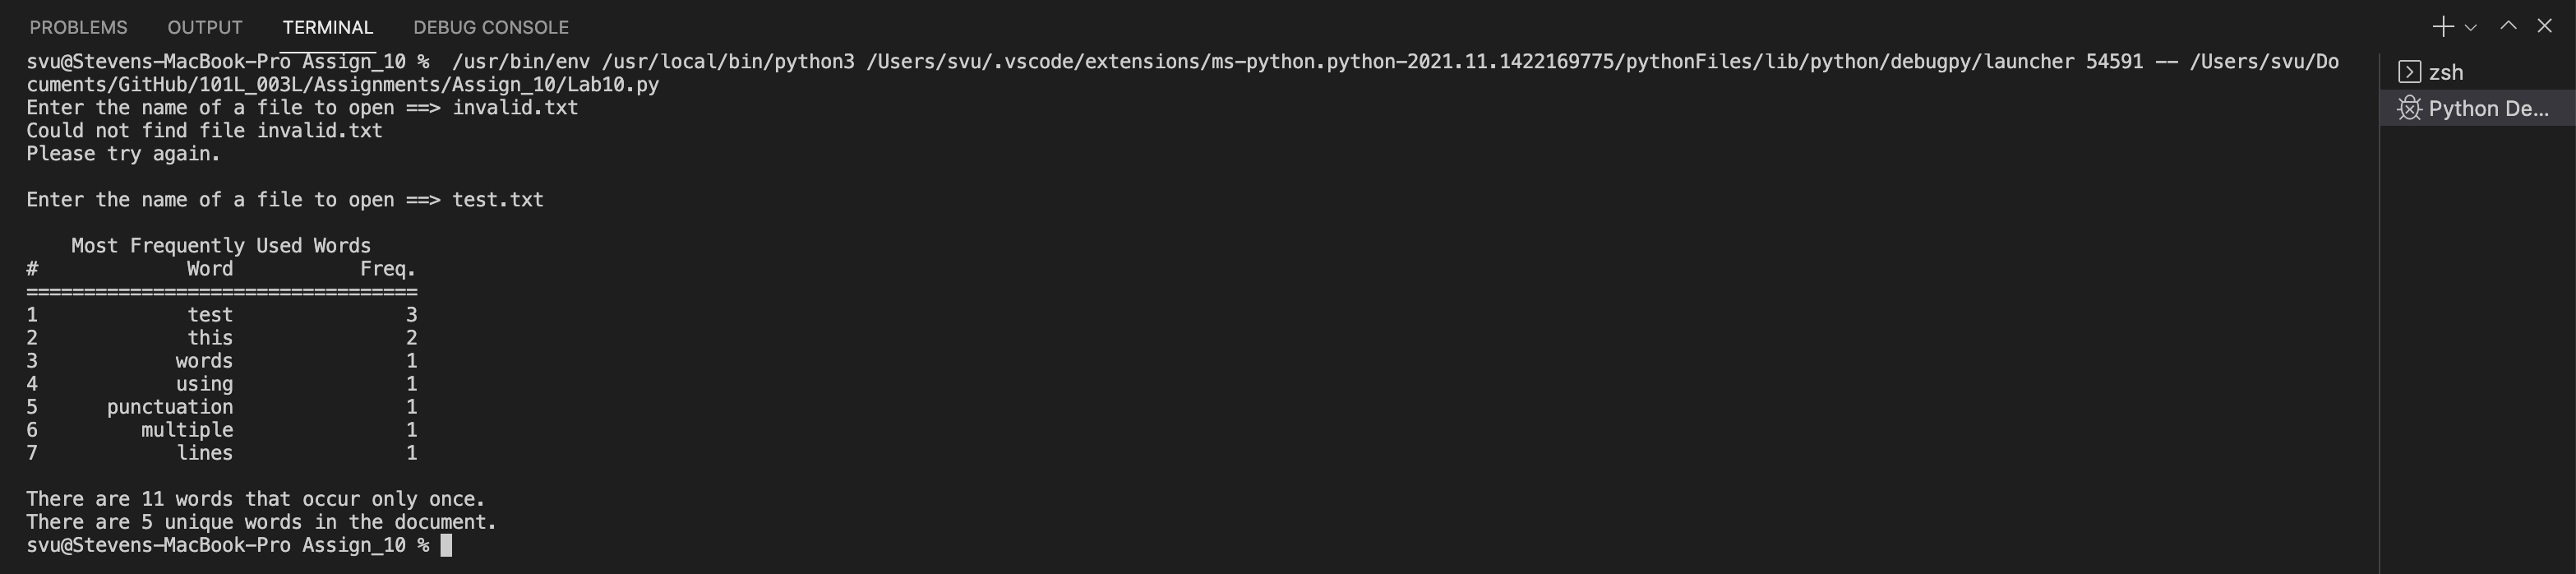 PROBLEMS OUTPUT TERMINAL DEBUG CONSOLE
svu@Stevens-MacBook-Pro Assign_10 %  /usr/bin/env /usr/local/bin/python3 /Users/svu/.vscode/extensions/ms-python.python-2021.11.1422169775/pythonFiles/lib/python/debugpy/launcher 54591 -- /Users/svu/Do
cuments/GitHub/101L_003L/Assignments/Assign_10/Lab10.py
Enter the name of a file to open ==> invalid.txt
Could not find file invalid.txt
Please try again.

Enter the name of a file to open ==> test.txt

    Most Frequently Used Words
#             Word           Freq.
==================================
1             test               3
2             this               2
3            words               1
4            using               1
5      punctuation               1
6         multiple               1
7            lines               1

There are 11 words that occur only once.
There are 5 unique words in the document.
svu@Stevens-MacBook-Pro Assign_10 %
zsh
Python De...